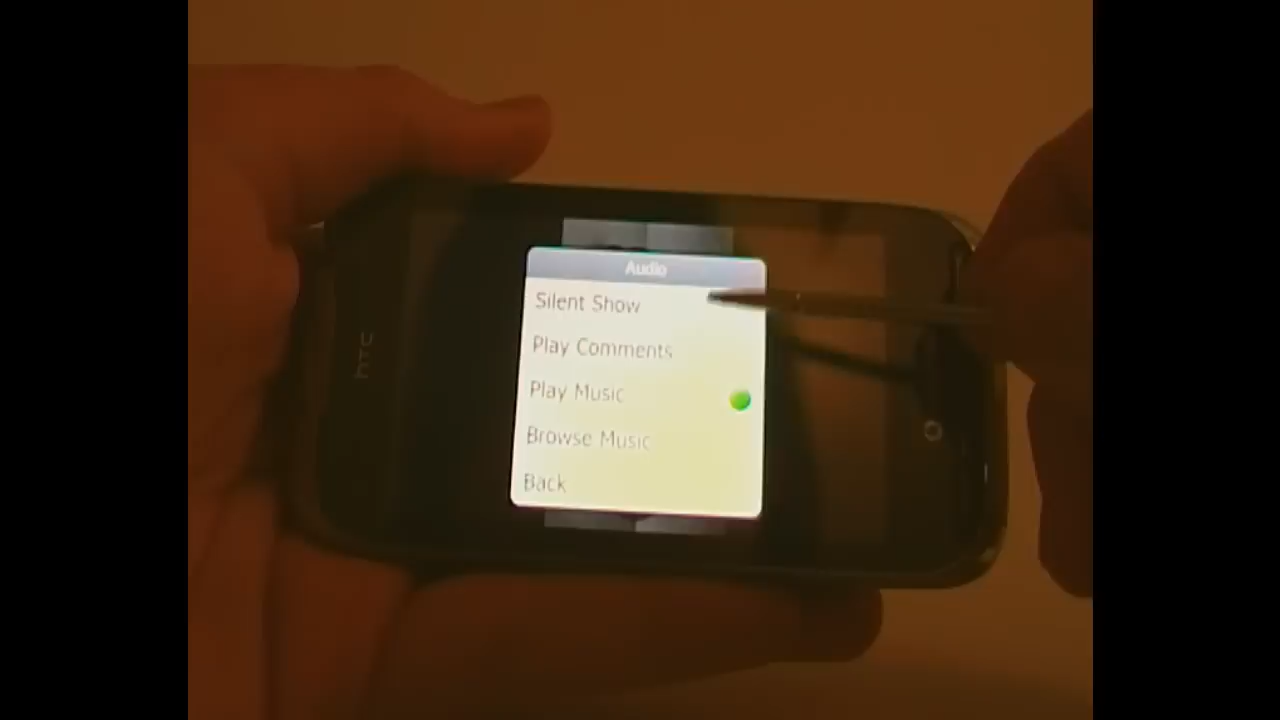 hTC
Audio
Silent Show
Play Comments
Play Music
Browse Music
Back